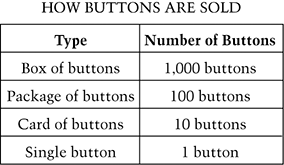 HOW BUTTONS ARE SOLD
Type Number of Buttons
Box of buttons 1,000 buttons
Package of buttons 100 buttons
Card of buttons 10 buttons
Single button 1 button